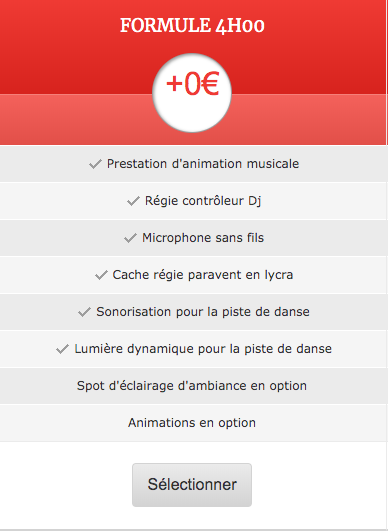 FORMULE 4H00
+0€
Prestation d'animation musicale
Régie contrôleur Dj
Microphone sans fils
Cache régie paravent en lycra
Sonorisation pour la piste de danse
Lumière dynamique pour la piste de danse
Spot d'éclairage d'ambiance en option
Animations en option
Sélectionner